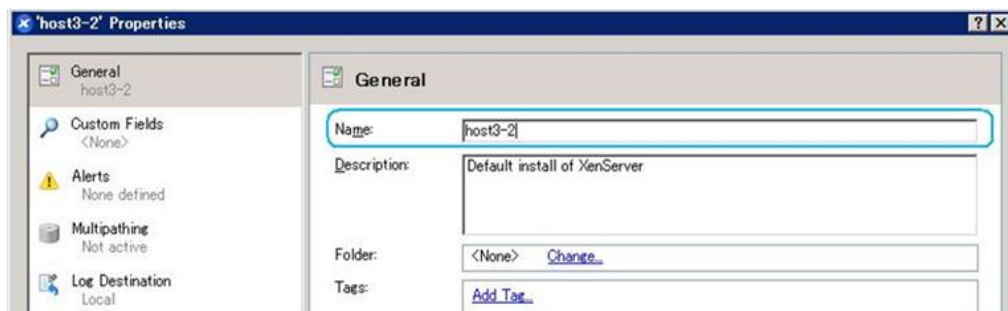 'host3-2' Properties
General
host3-2
Custom Fields
<None>
Alerts
None defined
Multipathing
Not active
Log Destination
Local
General
Name: host3-2
Description: Default install of XenServer
Folder: <None> Change...
Tags: Add Tag...